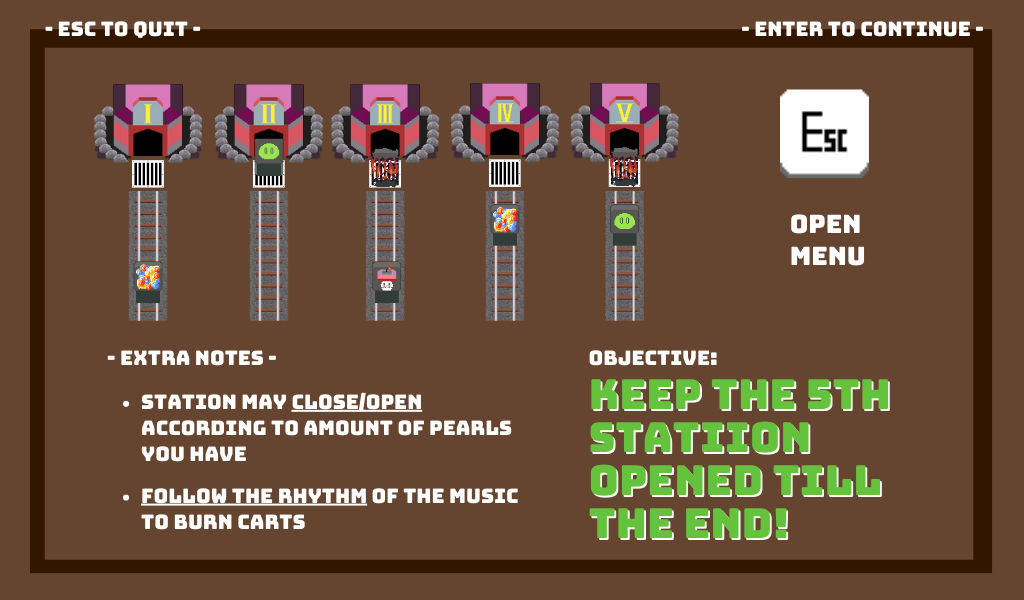 - ESC TO QUIT -
- ENTER TO CONTINUE -
I II III IV V
ESC
OPEN
MENU
- EXTRA NOTES -
• STATION MAY CLOSE/OPEN
ACCORDING TO AMOUNT OF PEARLS
YOU HAVE
• FOLLOW THE RHYTHM OF THE MUSIC
TO BURN CARTS
OBJECTIVE:
KEEP THE 5TH
STATIION
OPENED TILL
THE END!